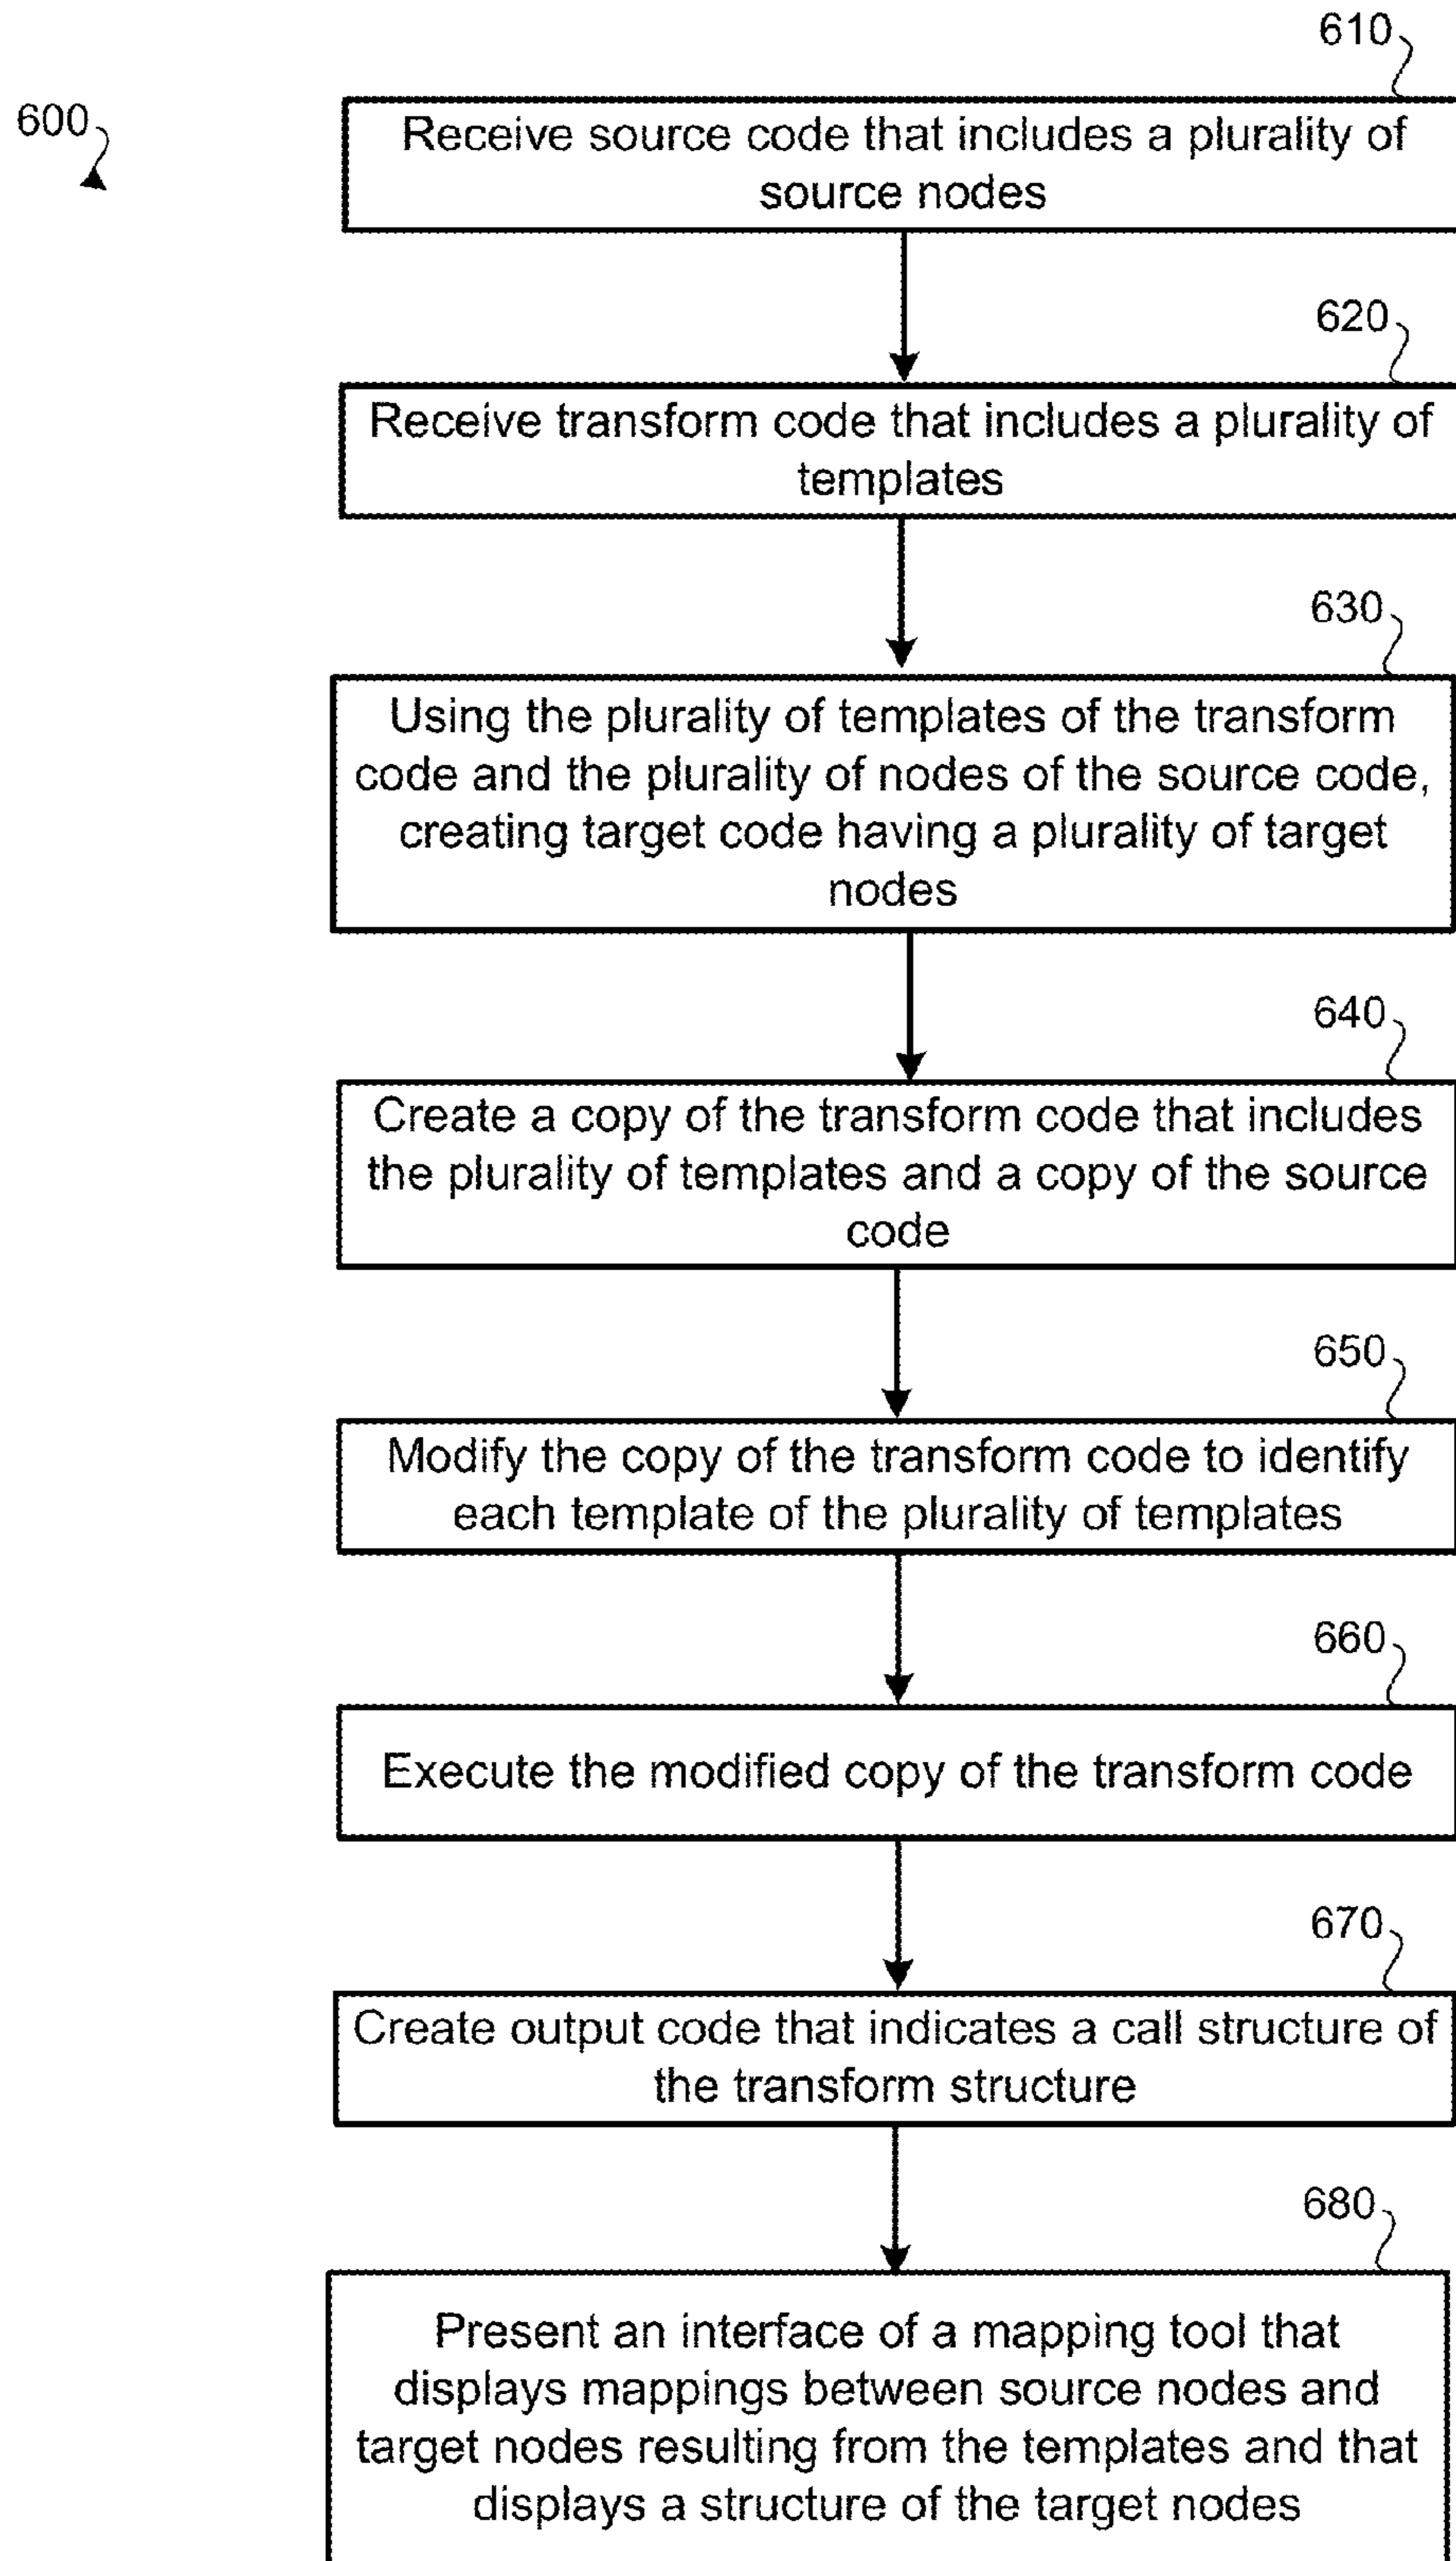 610
600
Receive source code that includes a plurality of
source nodes
620
Receive transform code that includes a plurality of
templates
630
Using the plurality of templates of the transform
code and the plurality of nodes of the source code,
creating target code having a plurality of target
nodes
640
Create a copy of the transform code that includes
the plurality of templates and a copy of the source
code
650
Modify the copy of the transform code to identify
each template of the plurality of templates
660
Execute the modified copy of the transform code
670
Create output code that indicates a call structure of
the transform structure
680
Present an interface of a mapping tool that
displays mappings between source nodes and
target nodes resulting from the templates and that
displays a structure of the target nodes